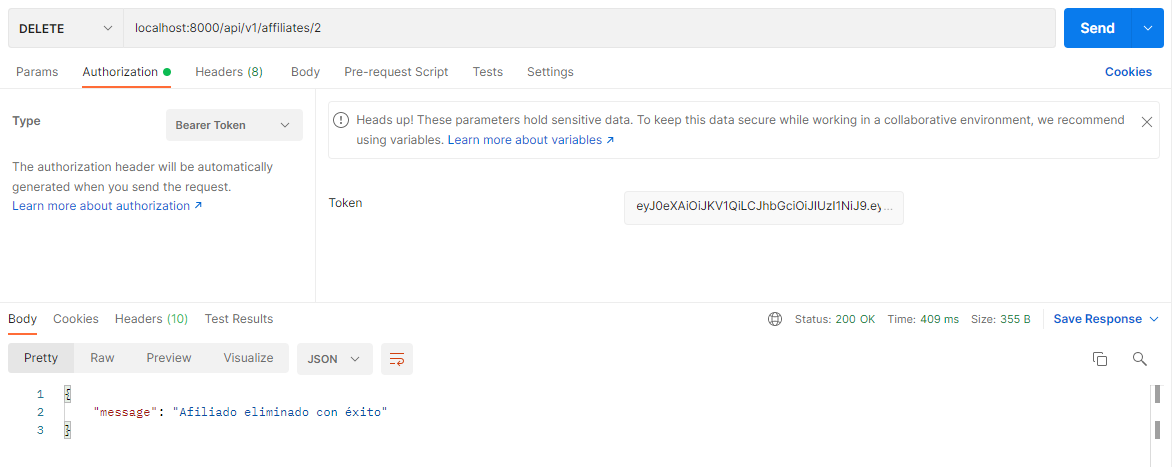 DELETE localhost:8000/api/v1/affiliates/2 Send
Params Authorization Headers (8) Body Pre-request Script Tests Settings Cookies
Type Bearer Token
The authorization header will be automatically
generated when you send the request.
Learn more about authorization ↗
Heads up! These parameters hold sensitive data. To keep this data secure while working in a collaborative environment, we recommend
using variables. Learn more about variables ↗
Token eyJ0eXAiOiJKV1QiLCJhbGciOiJIUzI1NiJ9.ey...
Body Cookies Headers (10) Test Results Status: 200 OK Time: 409 ms Size: 355 B Save Response
Pretty Raw Preview Visualize JSON
1 {
2 "message": "Afiliado eliminado con éxito"
3 }